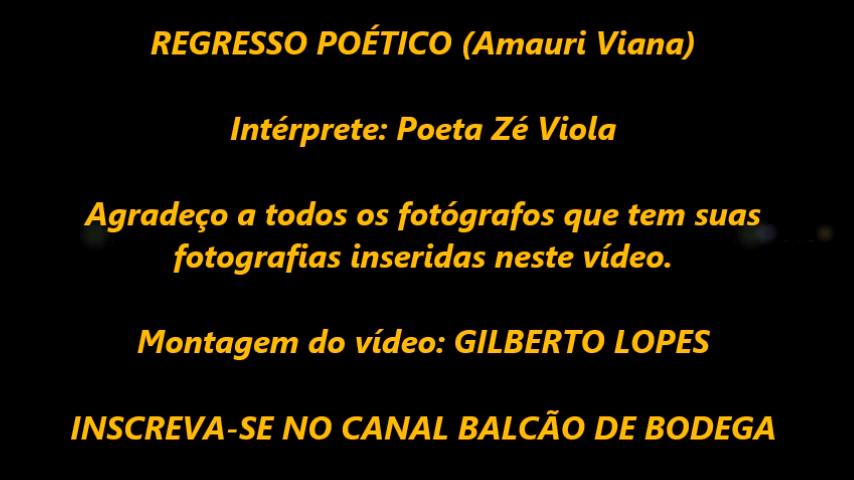 REGRESSO POÉTICO (Amauri Viana)
Intérprete: Poeta Zé Viola
Agradeço a todos os fotógrafos que tem suas
fotografias inseridas neste vídeo.
Montagem do vídeo: GILBERTO LOPES
INSCREVA-SE NO CANAL BALCÃO DE BODEGA